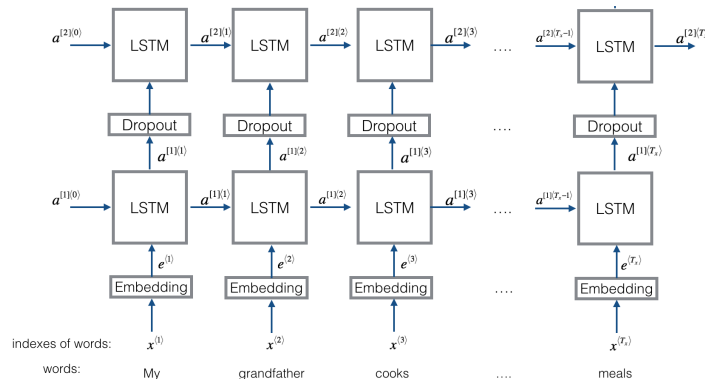 a^[2]⟨0⟩ LSTM a^[2]⟨1⟩ LSTM a^[2]⟨2⟩ LSTM a^[2]⟨3⟩ .... a^[2]⟨Tₓ−1⟩ LSTM a^[2]⟨T
Dropout Dropout Dropout .... Dropout
a^[1]⟨1⟩ a^[1]⟨2⟩ a^[1]⟨3⟩ a^[1]⟨Tₓ⟩
a^[1]⟨0⟩ LSTM a^[1]⟨1⟩ LSTM a^[1]⟨2⟩ LSTM a^[1]⟨3⟩ .... a^[1]⟨Tₓ−1⟩ LSTM
e^⟨1⟩ e^⟨2⟩ e^⟨3⟩ e^⟨Tₓ⟩
Embedding Embedding Embedding .... Embedding
indexes of words: x^⟨1⟩ x^⟨2⟩ x^⟨3⟩ x^⟨Tₓ⟩
words: My grandfather cooks .... meals